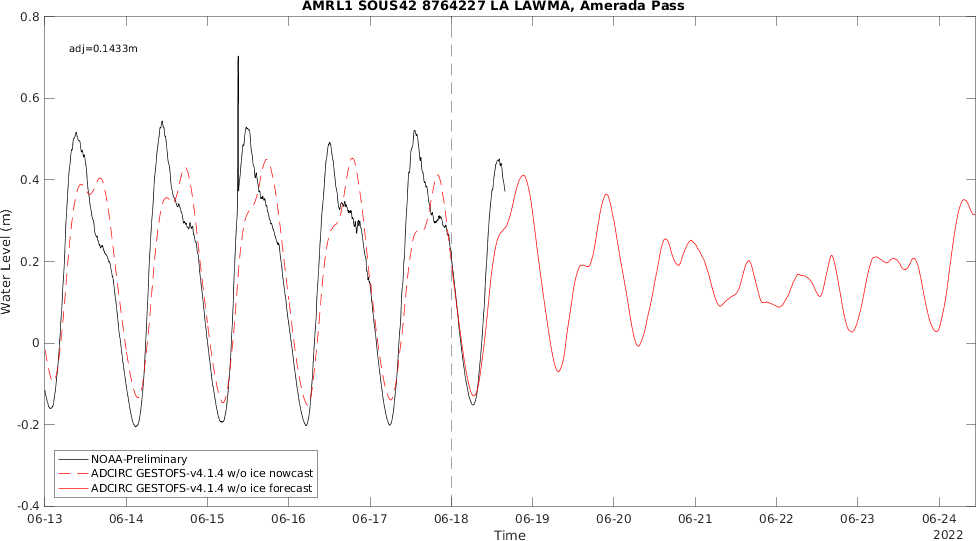 AMRL1 SOUS42 8764227 LA LAWMA, Amerada Pass
adj=0.1433m
0.8
0.6
0.4
0.2
0
-0.2
-0.4
Water Level (m)
NOAA-Preliminary
ADCIRC GESTOFS-v4.1.4 w/o ice nowcast
ADCIRC GESTOFS-v4.1.4 w/o ice forecast
06-13 06-14 06-15 06-16 06-17 06-18 06-19 06-20 06-21 06-22 06-23 06-24
Time
2022